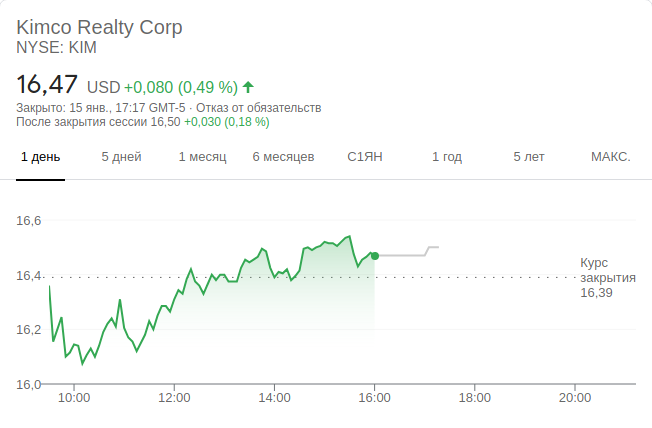 Kimco Realty Corp
NYSE: KIM
16,47 USD +0,080 (0,49 %)
Закрыто: 15 янв., 17:17 GMT-5 · Отказ от обязательств
После закрытия сессии 16,50 +0,030 (0,18 %)
1 день 5 дней 1 месяц 6 месяцев С1ЯН 1 год 5 лет МАКС.
16,6
16,4
16,2
16,0
Курс
закрытия
16,39
10:00 12:00 14:00 16:00 18:00 20:00